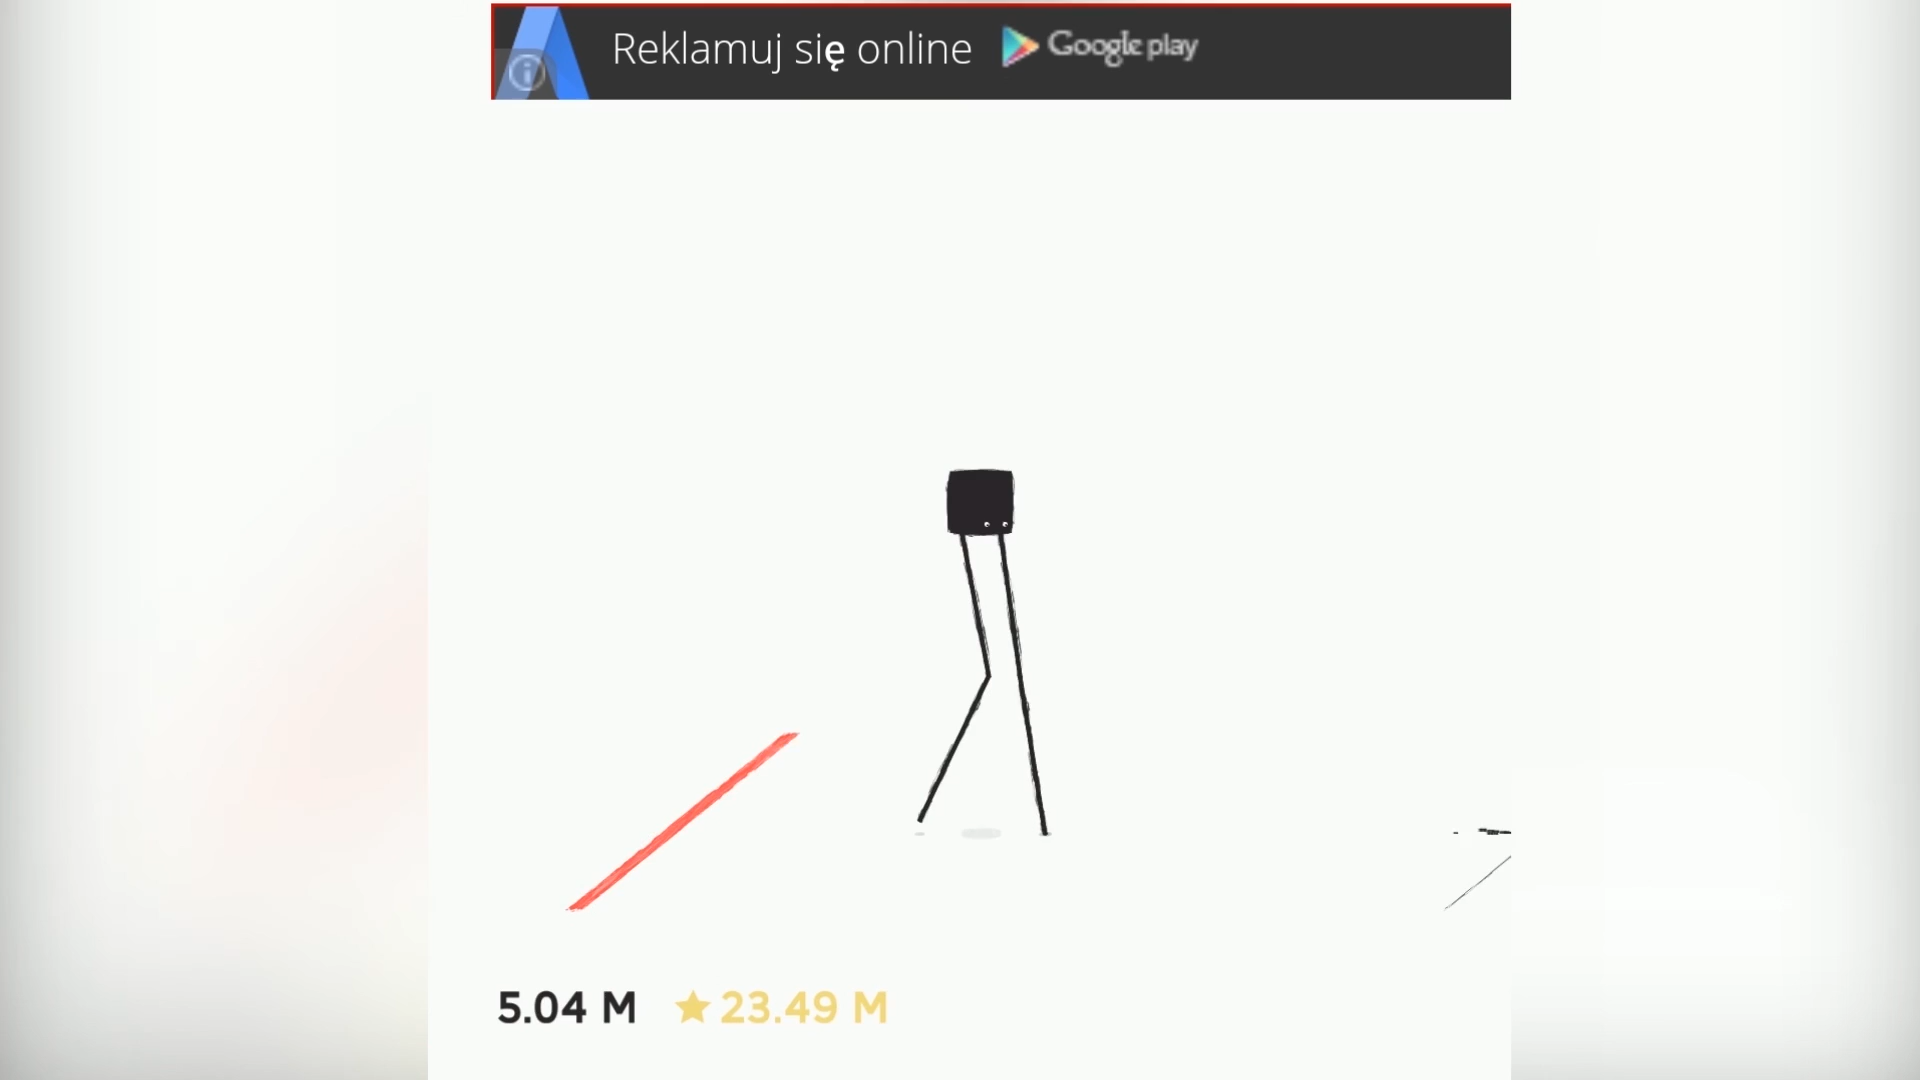 Reklamuj się online Google play
5.04 M ★ 23.49 M